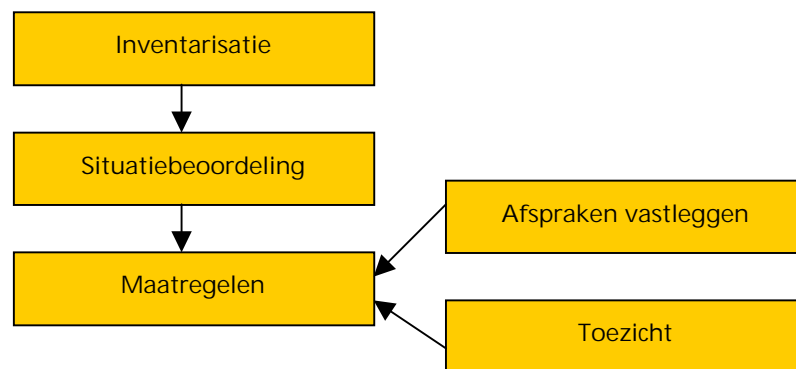 Inventarisatie
Situatiebeoordeling
Afspraken vastleggen
Maatregelen
Toezicht